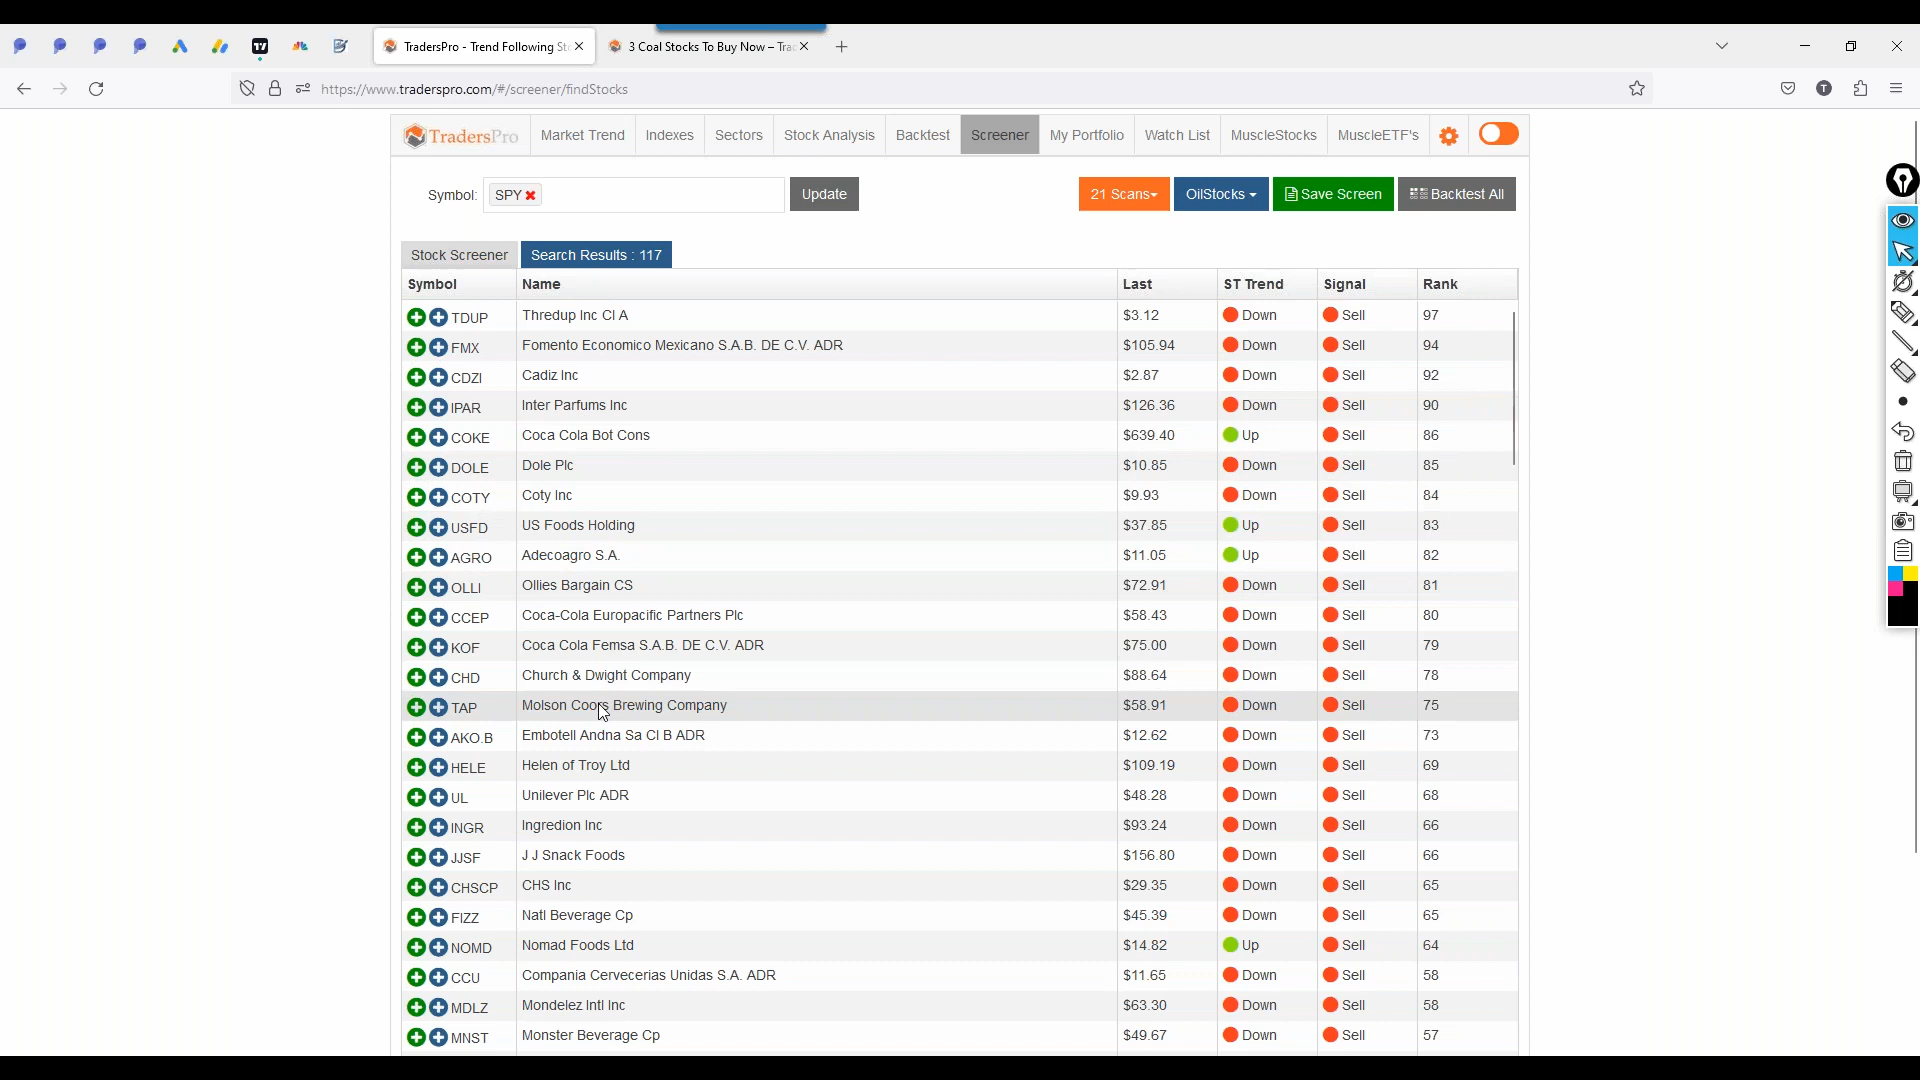 TradersPro - Trend Following Sto
3 Coal Stocks To Buy Now – Trad
https://www.traderspro.com/#/screener/findStocks
T
TradersPro Market Trend Indexes Sectors Stock Analysis Backtest Screener My Portfolio Watch List MuscleStocks MuscleETF's
Symbol: SPY Update 21 Scans OilStocks Save Screen Backtest All
Stock Screener Search Results : 117
Symbol Name Last ST Trend Signal Rank
TDUP Thredup Inc Cl A $3.12 Down Sell 97
FMX Fomento Economico Mexicano S.A.B. DE C.V. ADR $105.94 Down Sell 94
CDZI Cadiz Inc $2.87 Down Sell 92
IPAR Inter Parfums Inc $126.36 Down Sell 90
COKE Coca Cola Bot Cons $639.40 Up Sell 86
DOLE Dole Plc $10.85 Down Sell 85
COTY Coty Inc $9.93 Down Sell 84
USFD US Foods Holding $37.85 Up Sell 83
AGRO Adecoagro S.A. $11.05 Up Sell 82
OLLI Ollies Bargain CS $72.91 Down Sell 81
CCEP Coca-Cola Europacific Partners Plc $58.43 Down Sell 80
KOF Coca Cola Femsa S.A.B. DE C.V. ADR $75.00 Down Sell 79
CHD Church & Dwight Company $88.64 Down Sell 78
TAP Molson Coors Brewing Company $58.91 Down Sell 75
AKO.B Embotell Andna Sa Cl B ADR $12.62 Down Sell 73
HELE Helen of Troy Ltd $109.19 Down Sell 69
UL Unilever Plc ADR $48.28 Down Sell 68
INGR Ingredion Inc $93.24 Down Sell 66
JJSF J J Snack Foods $156.80 Down Sell 66
CHSCP CHS Inc $29.35 Down Sell 65
FIZZ Natl Beverage Cp $45.39 Down Sell 65
NOMD Nomad Foods Ltd $14.82 Up Sell 64
CCU Compania Cervecerias Unidas S.A. ADR $11.65 Down Sell 58
MDLZ Mondelez Intl Inc $63.30 Down Sell 58
MNST Monster Beverage Cp $49.67 Down Sell 57